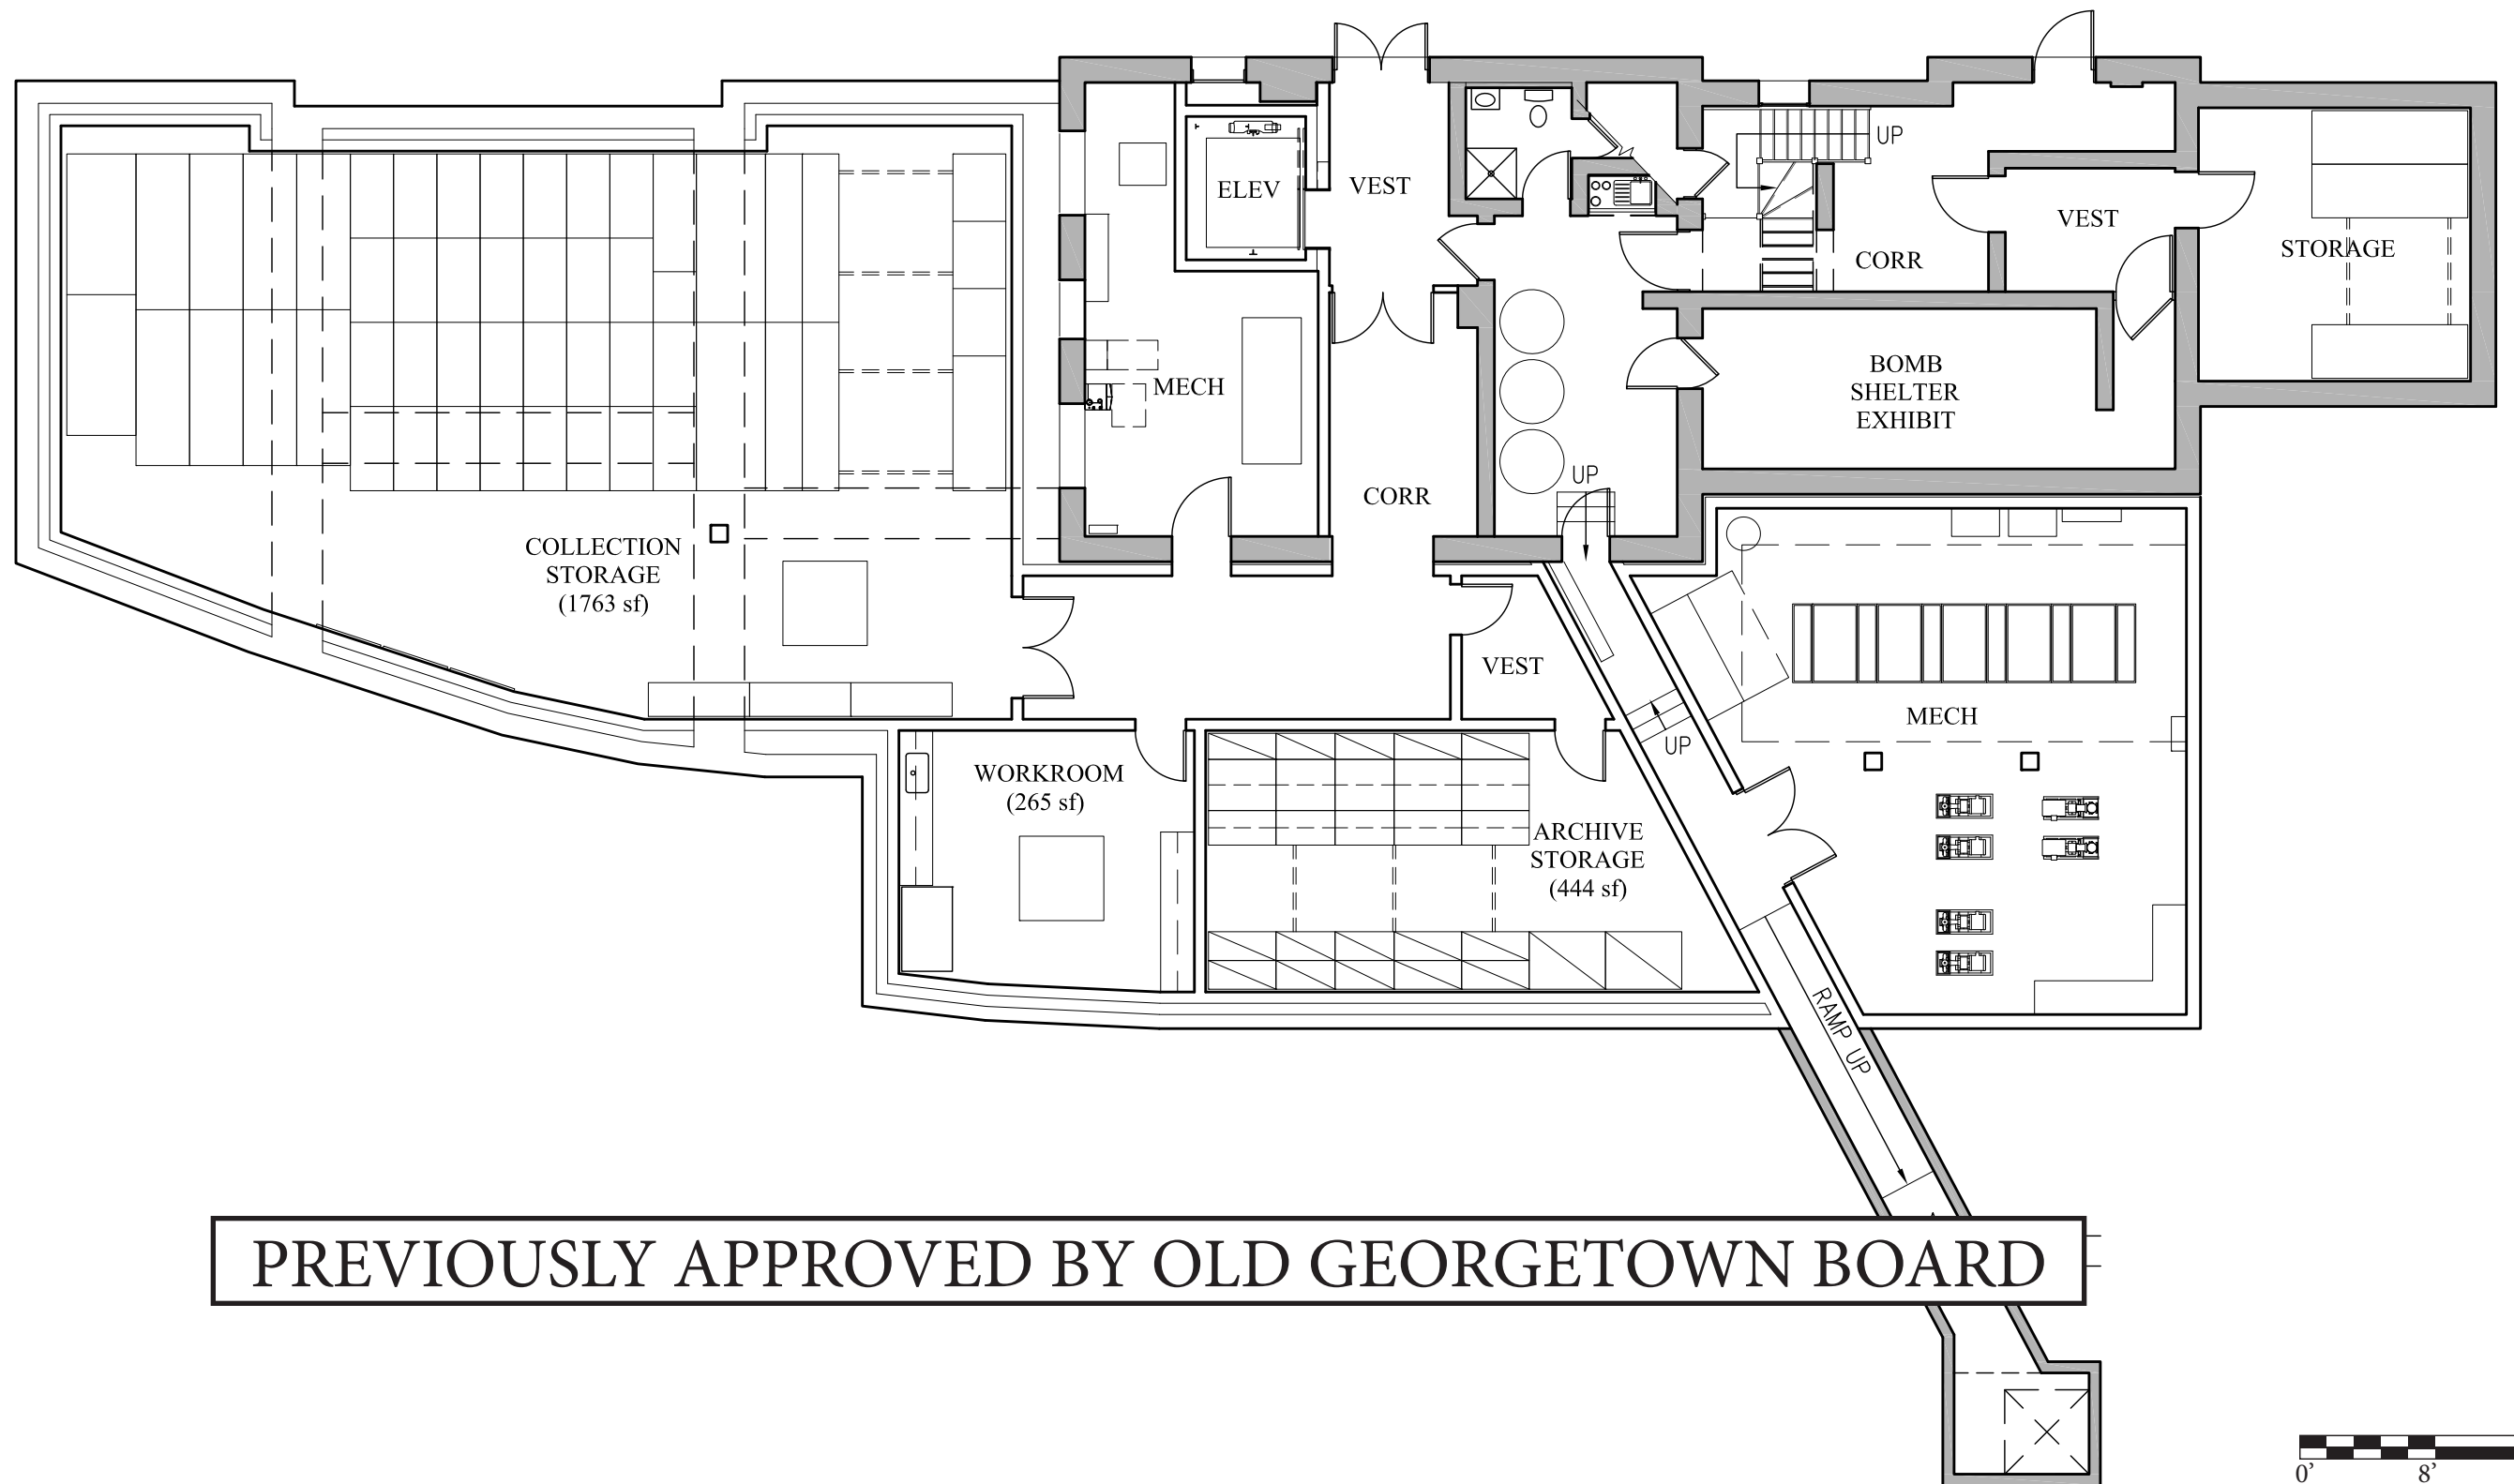 UP
ELEV
VEST
VEST
STORAGE
CORR
BOMB
SHELTER
EXHIBIT
MECH
UP
CORR
COLLECTION
STORAGE
(1763 sf)
VEST
MECH
UP
WORKROOM
(265 sf)
ARCHIVE
STORAGE
(444 sf)
RAMP UP
PREVIOUSLY APPROVED BY OLD GEORGETOWN BOARD
0’ 8’